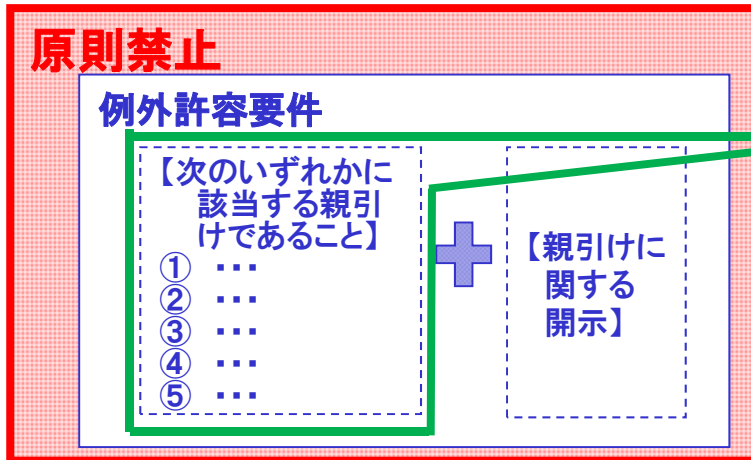 原則禁止
例外許容要件
【次のいずれかに
該当する親引
けであること】
① ・・・
② ・・・
③ ・・・
④ ・・・
⑤ ・・・
【親引けに
関する
開示】